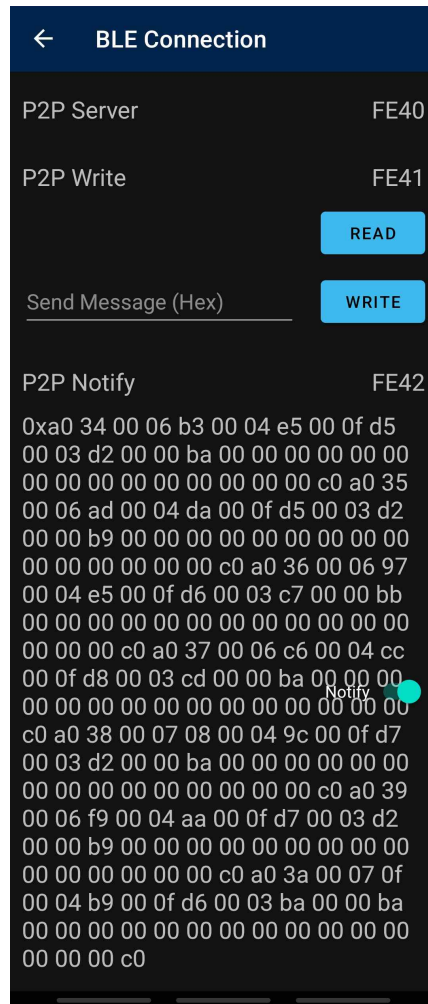 BLE Connection
P2P Server FE40
P2P Write FE41
READ
Send Message (Hex) WRITE
P2P Notify FE42
0xa0 34 00 06 b3 00 04 e5 00 0f d5
00 03 d2 00 00 ba 00 00 00 00 00 00 00
00 00 00 00 00 00 00 00 00 00 c0 a0 35
00 06 ad 00 04 da 00 0f d5 00 03 d2
00 00 b9 00 00 00 00 00 00 00 00 00
00 00 00 00 00 00 c0 a0 36 00 06 97
00 04 e5 00 0f d6 00 03 c7 00 00 bb
00 00 00 00 00 00 00 00 00 00 00 00 00
00 00 00 c0 a0 37 00 06 c6 00 04 cc
00 0f d8 00 03 cd 00 00 ba 00 00 00
Notify
00 00 00 00 00 00 00 00 00 00 00 00 00
c0 a0 38 00 07 08 00 04 9c 00 0f d7
00 03 d2 00 00 ba 00 00 00 00 00 00
00 00 00 00 00 00 00 00 00 00 c0 a0 39
00 06 f9 00 04 aa 00 0f d7 00 03 d2
00 00 b9 00 00 00 00 00 00 00 00 00
00 00 00 00 00 00 c0 a0 3a 00 07 0f
00 04 b9 00 0f d6 00 03 ba 00 00 ba
00 00 00 00 00 00 00 00 00 00 00 00 00
00 00 00 c0